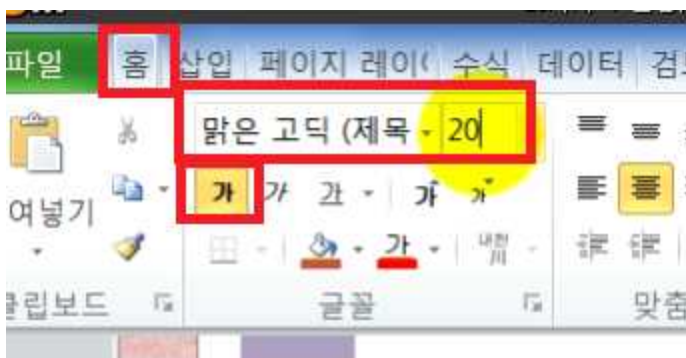 파일 홈 삽입 페이지 레이 수식 데이터
맑은 고딕 (제목 20
가 가 가 가 가
여넣기
가 내천
클립보드 글꼴 맞춤